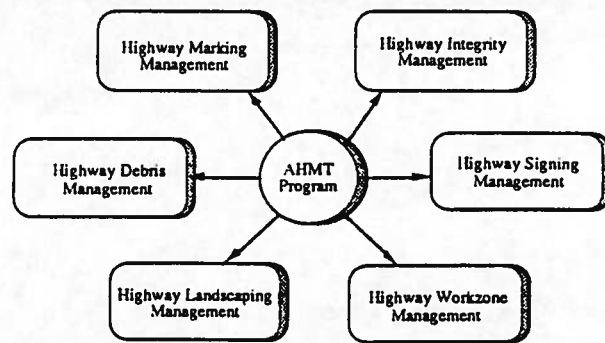 Highway Marking
Management
Highway Integrity
Management
Highway Debris
Management
AHMT
Program
Highway Signing
Management
Highway Landscaping
Management
Highway Workzone
Management